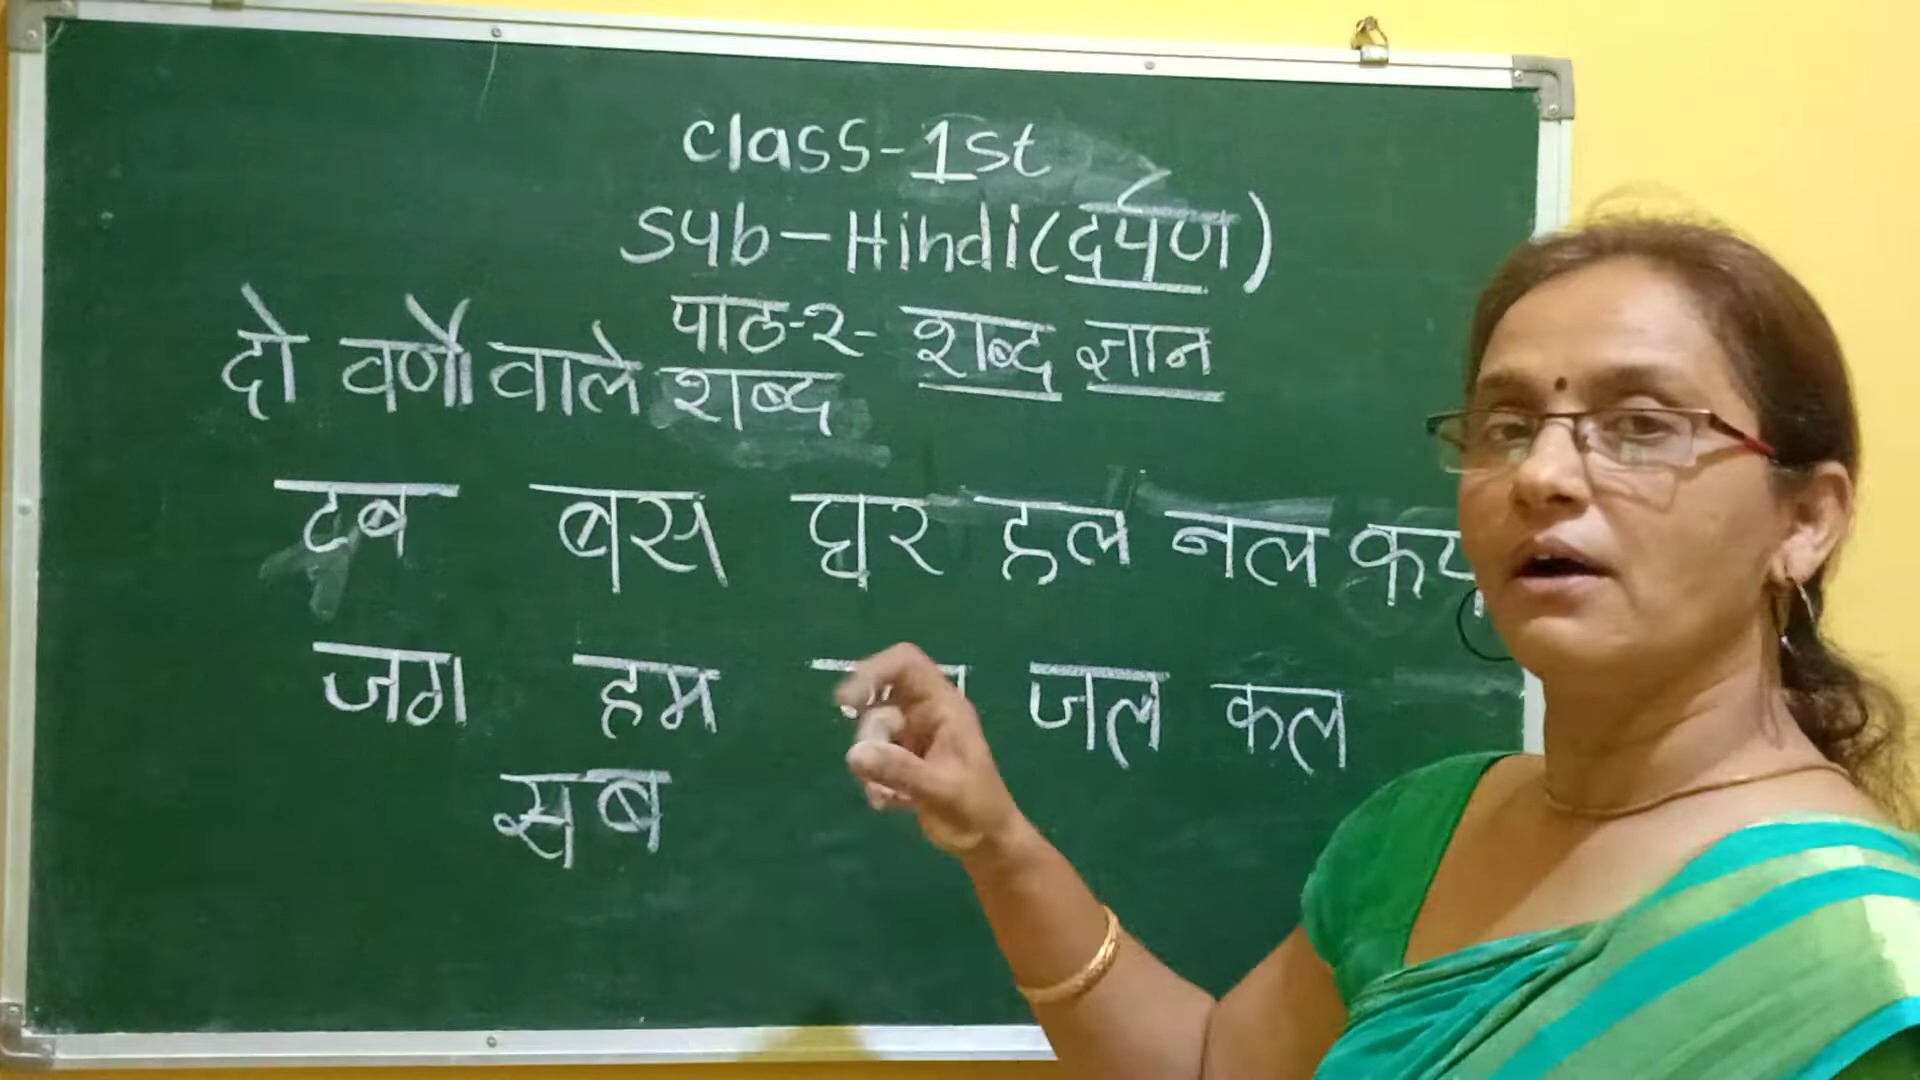 class-1st
Sub-Hindi(दर्पण)
पाठ-२- शब्द ज्ञान
दो वर्णों वाले शब्द
टब बस घर हल नल
जग हम जल कल
सब